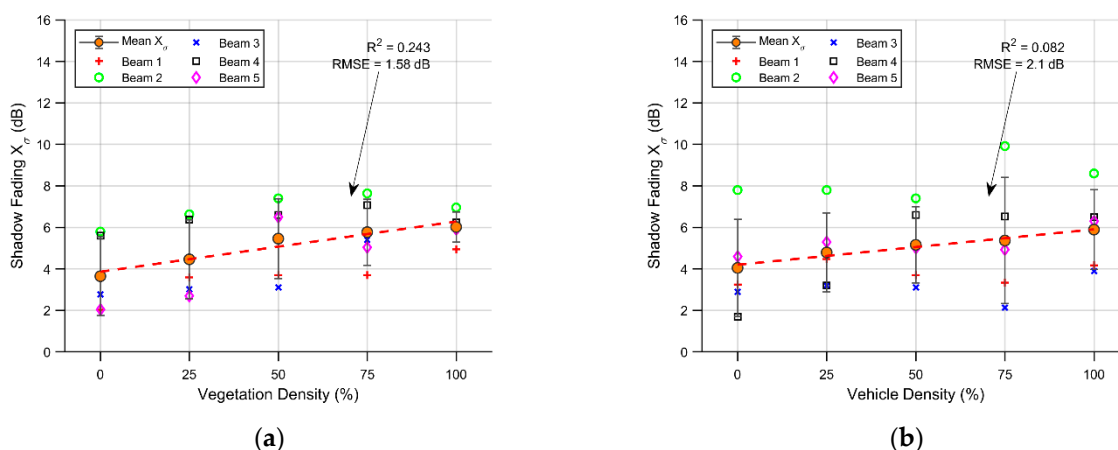 16
14
12
10
8
6
4
2
0
Shadow Fading Xσ (dB)
Mean Xσ
Beam 1
Beam 2
Beam 3
Beam 4
Beam 5
R² = 0.243
RMSE = 1.58 dB
0 25 50 75 100
Vegetation Density (%)
(a)
16
14
12
10
8
6
4
2
0
Shadow Fading Xσ (dB)
Mean Xσ
Beam 1
Beam 2
Beam 3
Beam 4
Beam 5
R² = 0.082
RMSE = 2.1 dB
0 25 50 75 100
Vehicle Density (%)
(b)